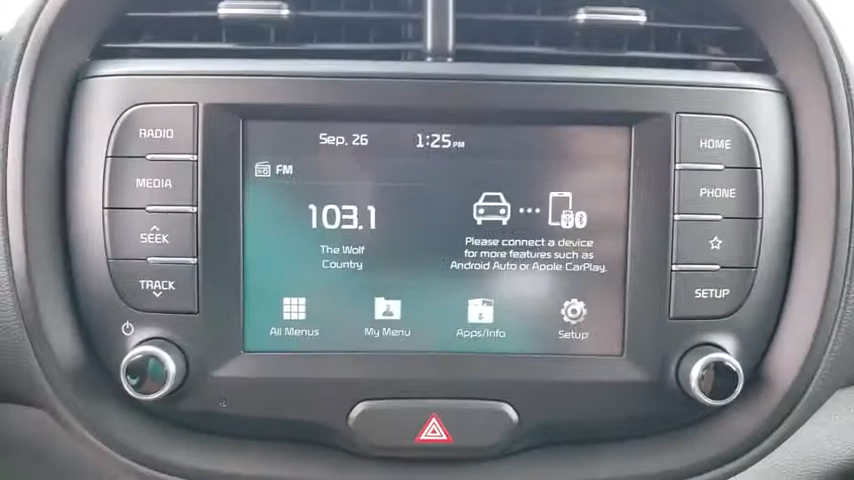 RADIO
MEDIA
SEEK
TRACK
Sep. 26 1:25PM
FM
103.1
The Wolf
Country
Please connect a device
for more features such as
Android Auto or Apple CarPlay.
All Menus My Menu Apps/Info Setup
HOME
PHONE
SETUP